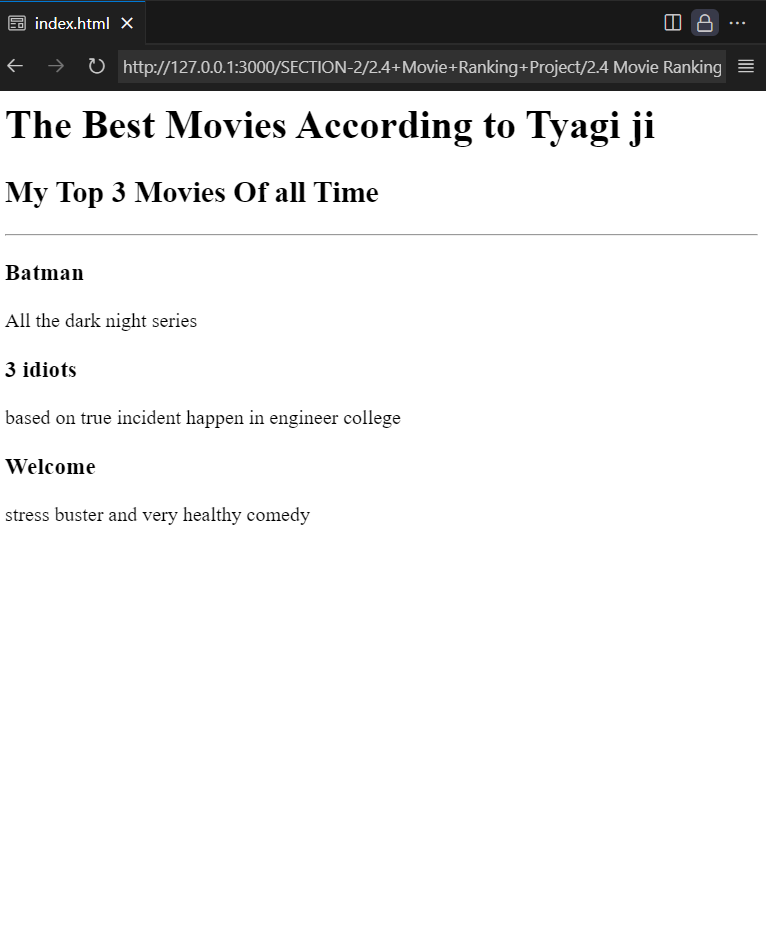 index.html
http://127.0.0.1:3000/SECTION-2/2.4+Movie+Ranking+Project/2.4 Movie Ranking
The Best Movies According to Tyagi ji
My Top 3 Movies Of all Time
Batman
All the dark night series
3 idiots
based on true incident happen in engineer college
Welcome
stress buster and very healthy comedy